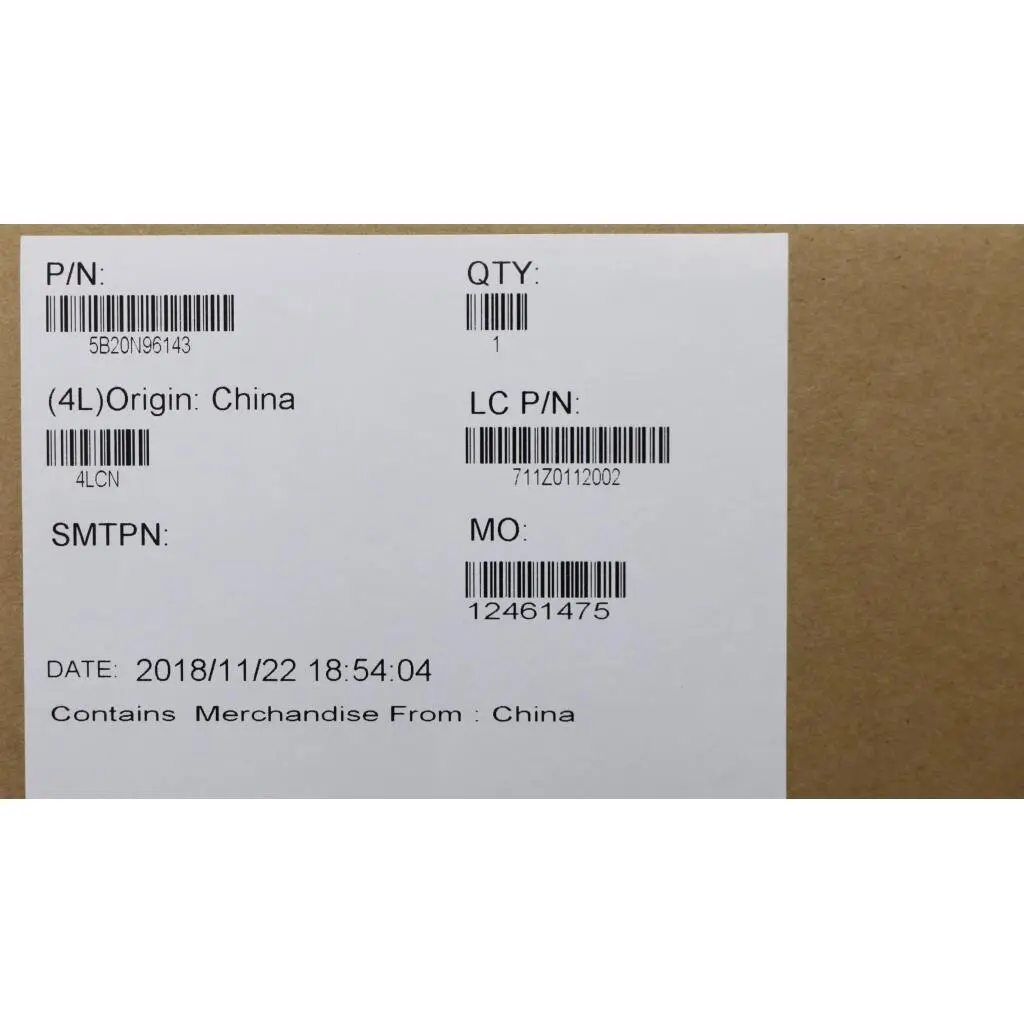 P/N:
QTY:
5B20N96143
1
(4L)Origin: China
LC P/N:
4LCN
711Z0112002
SMTPN:
MO:
12461475
DATE: 2018/11/22 18:54:04
Contains Merchandise From : China